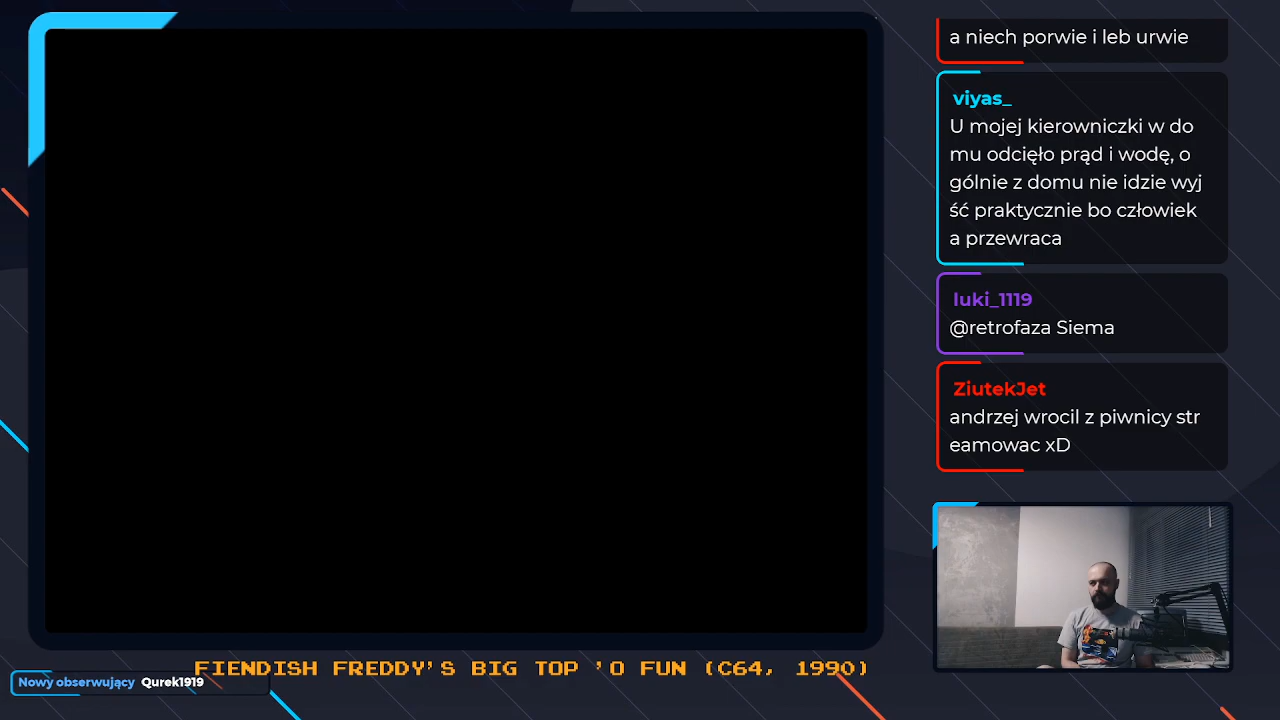 a niech porwie i leb urwie
viyas_
U mojej kierowniczki w do
mu odcięło prąd i wodę, o
gólnie z domu nie idzie wyj
ść praktycznie bo człowiek
a przewraca
luki_1119
@retrofaza Siema
ZiutekJet
andrzej wrocil z piwnicy str
eamowac xD
FIENDISH FREDDY'S BIG TOP 'O FUN (C64, 1990)
Nowy obserwujący Qurek1919